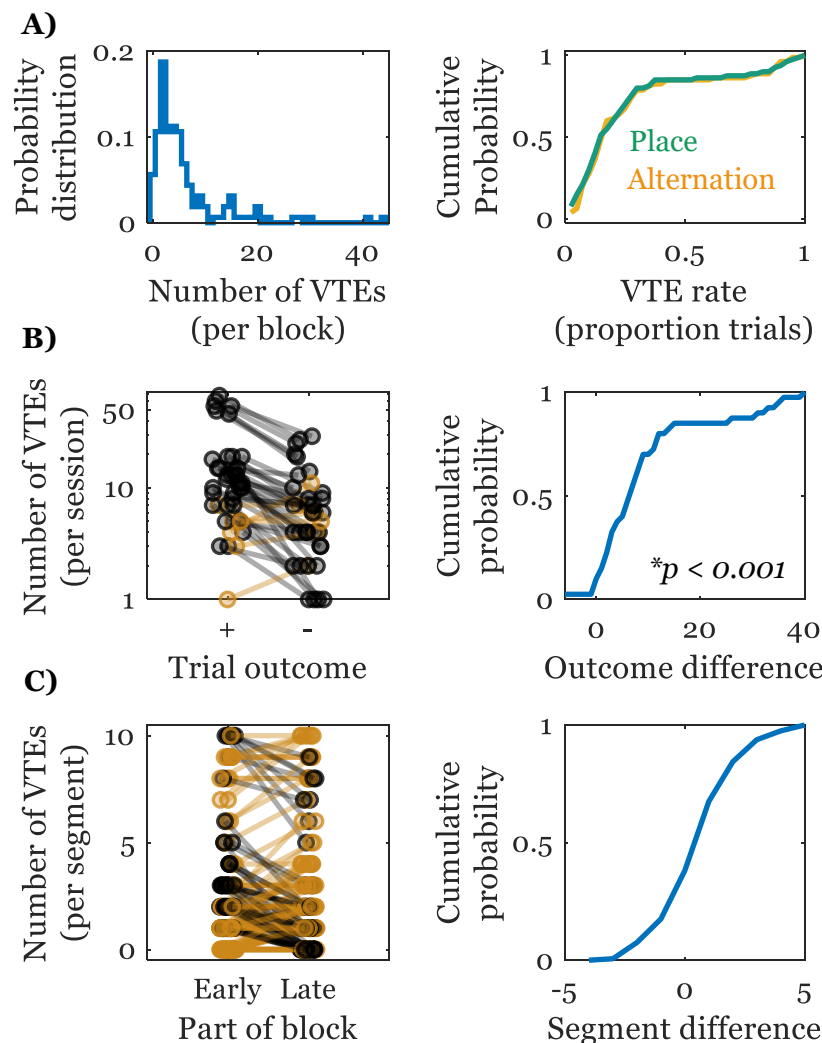 A)
Probability
distribution
0.2
0.1
0
0
20
40
Number of VTEs
(per block)
Cumulative
Probability
1
0.5
0
Place
Alternation
0
0.5
1
VTE rate
(proportion trials)
B)
Number of VTEs
(per session)
50
10
1
+
-
Trial outcome
Cumulative
probability
1
0.5
0
*p < 0.001
0
20
40
Outcome difference
C)
Number of VTEs
(per segment)
10
5
0
Early Late
Part of block
Cumulative
probability
1
0.5
0
-5
0
5
Segment difference